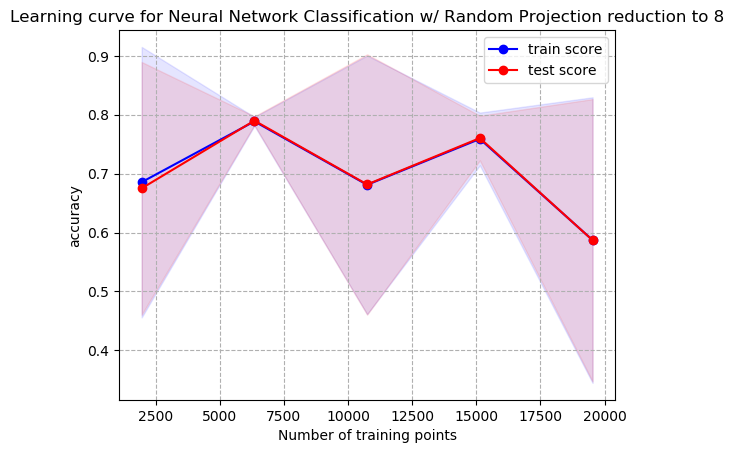 Learning curve for Neural Network Classification w/ Random Projection reduction to 8
train score
test score
accuracy
0.9
0.8
0.7
0.6
0.5
0.4
2500 5000 7500 10000 12500 15000 17500 20000
Number of training points